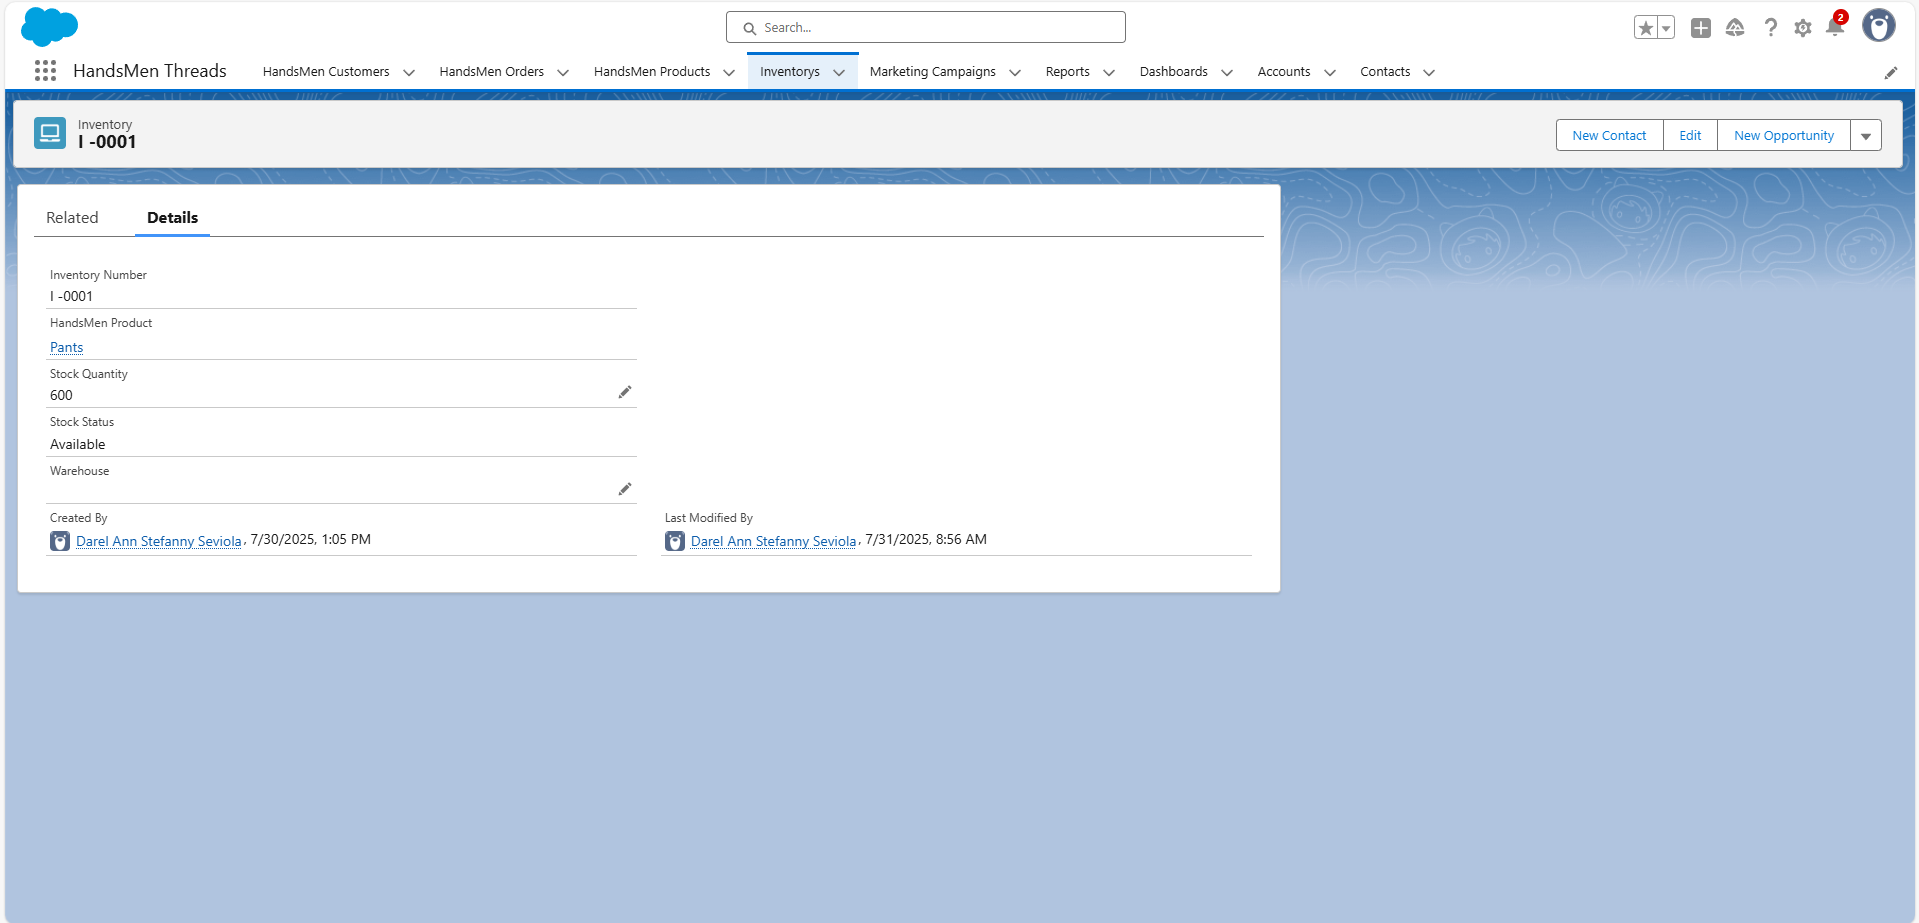 Search...
2
HandsMen Threads
HandsMen Customers
HandsMen Orders
HandsMen Products
Inventorys
Marketing Campaigns
Reports
Dashboards
Accounts
Contacts
Inventory
I -0001
New Contact
Edit
New Opportunity
Related
Details
Inventory Number
I -0001
HandsMen Product
Pants
Stock Quantity
600
Stock Status
Available
Warehouse
Created By
Darel Ann Stefanny Seviola, 7/30/2025, 1:05 PM
Last Modified By
Darel Ann Stefanny Seviola, 7/31/2025, 8:56 AM